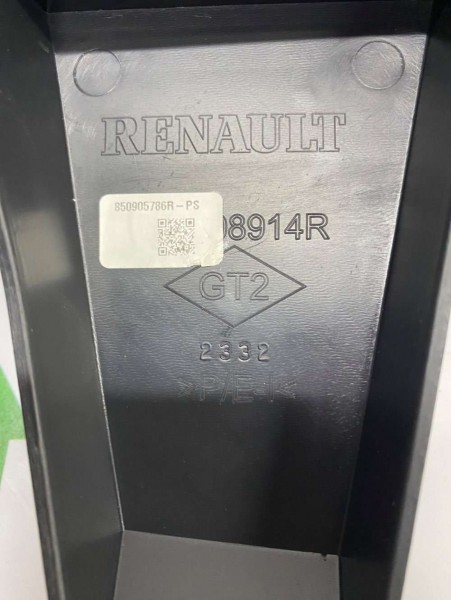 RENAULT
850905786R-PS
08914R
GT2
2332
>P/E-I<